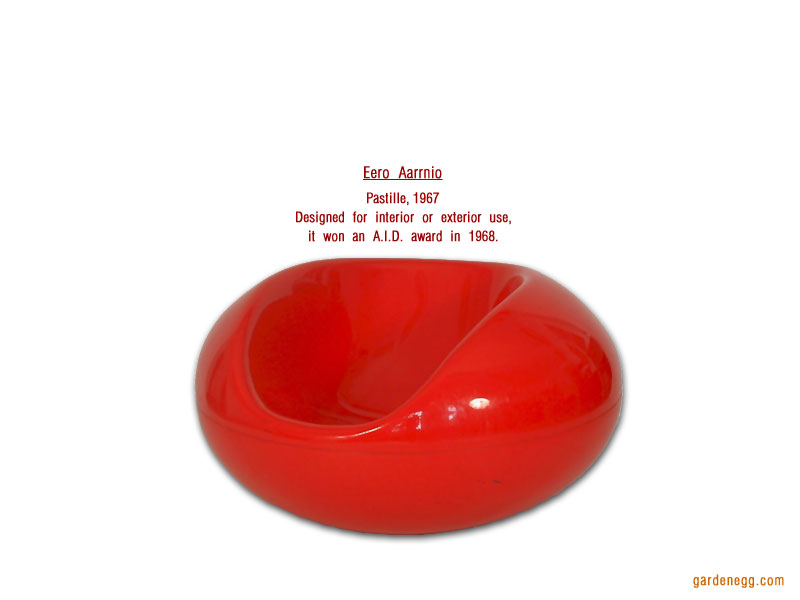 Eero Aarrnio
Pastille, 1967
Designed for interior or exterior use,
it won an A.I.D. award in 1968.
gardenegg.com